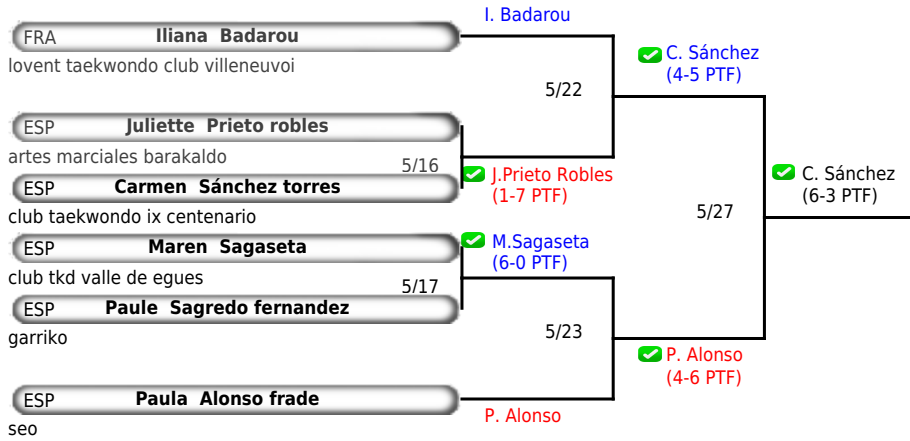 I. Badarou
FRA Iliana Badarou
lovent taekwondo club villeneuvoi
C. Sánchez
(4-5 PTF)
5/22
ESP Juliette Prieto robles
artes marciales barakaldo
5/16
J.Prieto Robles
(1-7 PTF)
ESP Carmen Sánchez torres
club taekwondo ix centenario
C. Sánchez
(6-3 PTF)
5/27
ESP Maren Sagaseta
club tkd valle de egues
M.Sagaseta
(6-0 PTF)
5/17
ESP Paule Sagredo fernandez
garriko
5/23
P. Alonso
(4-6 PTF)
ESP Paula Alonso frade
seo
P. Alonso